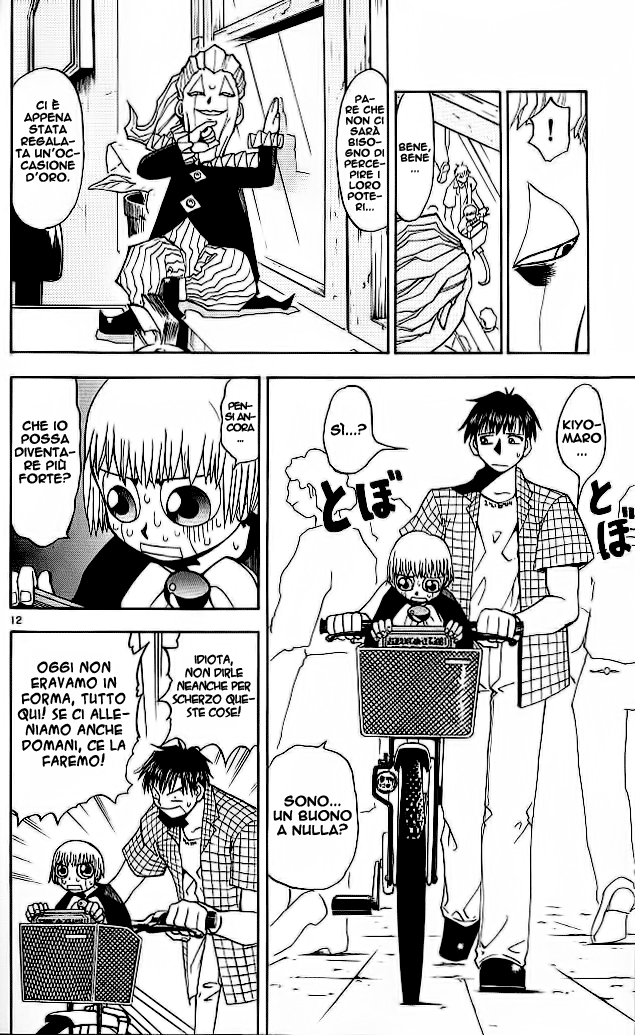 !
BENE,
BENE
...
PA-
RE CHE
NON CI
SARÀ
BISO-
GNO DI
PERCE-
PIRE I
LORO
POTE-
RI...
CI È
APPENA
STATA
REGALA-
TA UN'OC-
CASIONE
D'ORO.
KIYO-
MARO
...
SÌ...?
とぼ
とぼ
SONO...
UN BUONO
A NULLA?
PEN-
SI AN-
CORA
...
CHE IO
POSSA
DIVENTA-
RE PIÙ
FORTE?
12
IDIOTA,
NON DIRLE
NEANCHE PER
SCHERZO QUE-
STE COSE!
OGGI NON
ERAVAMO IN
FORMA, TUTTO
QUI! SE CI ALLE-
NIAMO ANCHE
DOMANI, CE LA
FAREMO!